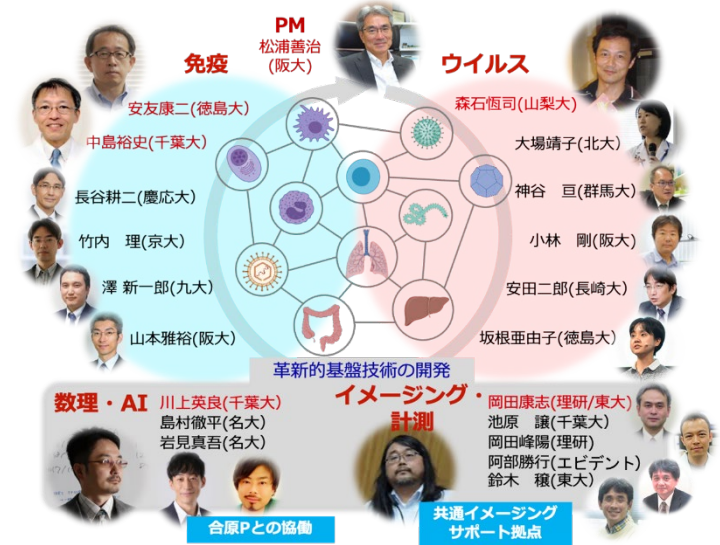 PM
松浦善治
(阪大)
免疫
安友康二(徳島大)
中島裕史(千葉大)
長谷耕二(慶応大)
竹内　理(京大)
澤 新一郎(九大)
山本雅裕(阪大)
ウイルス
森石恆司(山梨大)
大場靖子(北大)
神谷　亘(群馬大)
小林　剛(阪大)
安田二郎(長崎大)
坂根亜由子(徳島大)
革新的基盤技術の開発
数理・AI
川上英良(千葉大)
島村徹平(名大)
岩見真吾(名大)
合原Pとの協働
イメージング・
計測
岡田康志(理研/東大)
池原　譲(千葉大)
岡田峰陽(理研)
阿部勝行(エビデント)
鈴木　穣(東大)
共通イメージング
サポート拠点